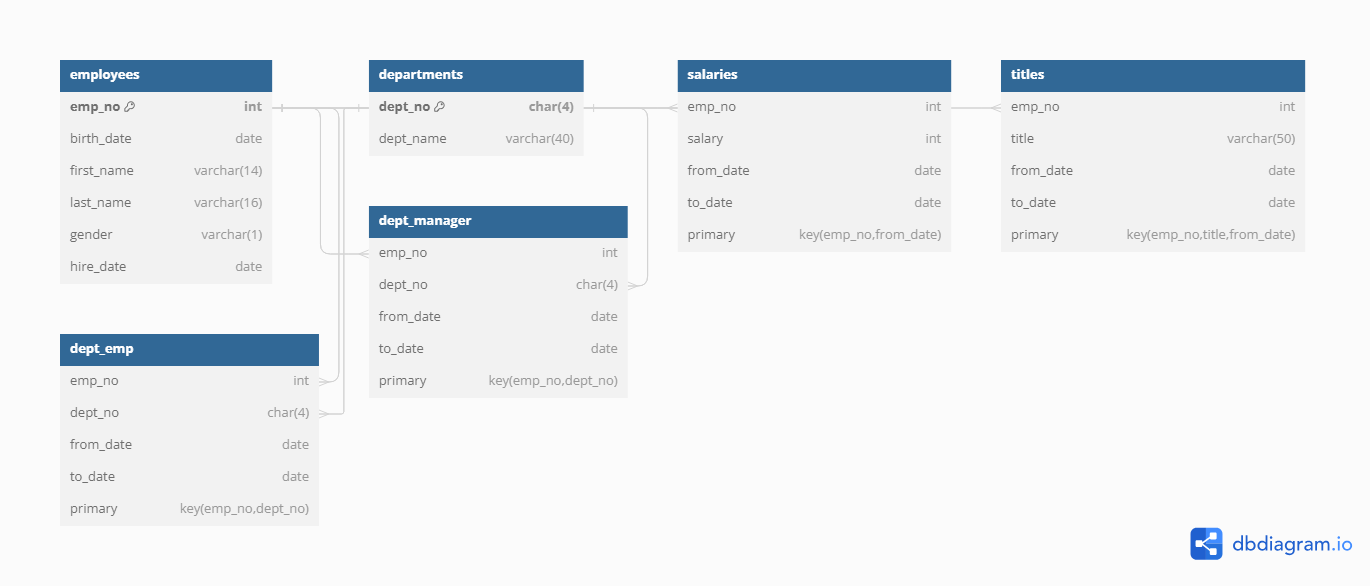 employees
emp_no int
birth_date date
first_name varchar(14)
last_name varchar(16)
gender varchar(1)
hire_date date
departments
dept_no char(4)
dept_name varchar(40)
salaries
emp_no int
salary int
from_date date
to_date date
primary key(emp_no,from_date)
titles
emp_no int
title varchar(50)
from_date date
to_date date
primary key(emp_no,title,from_date)
dept_manager
emp_no int
dept_no char(4)
from_date date
to_date date
primary key(emp_no,dept_no)
dept_emp
emp_no int
dept_no char(4)
from_date date
to_date date
primary key(emp_no,dept_no)
dbdiagram.io